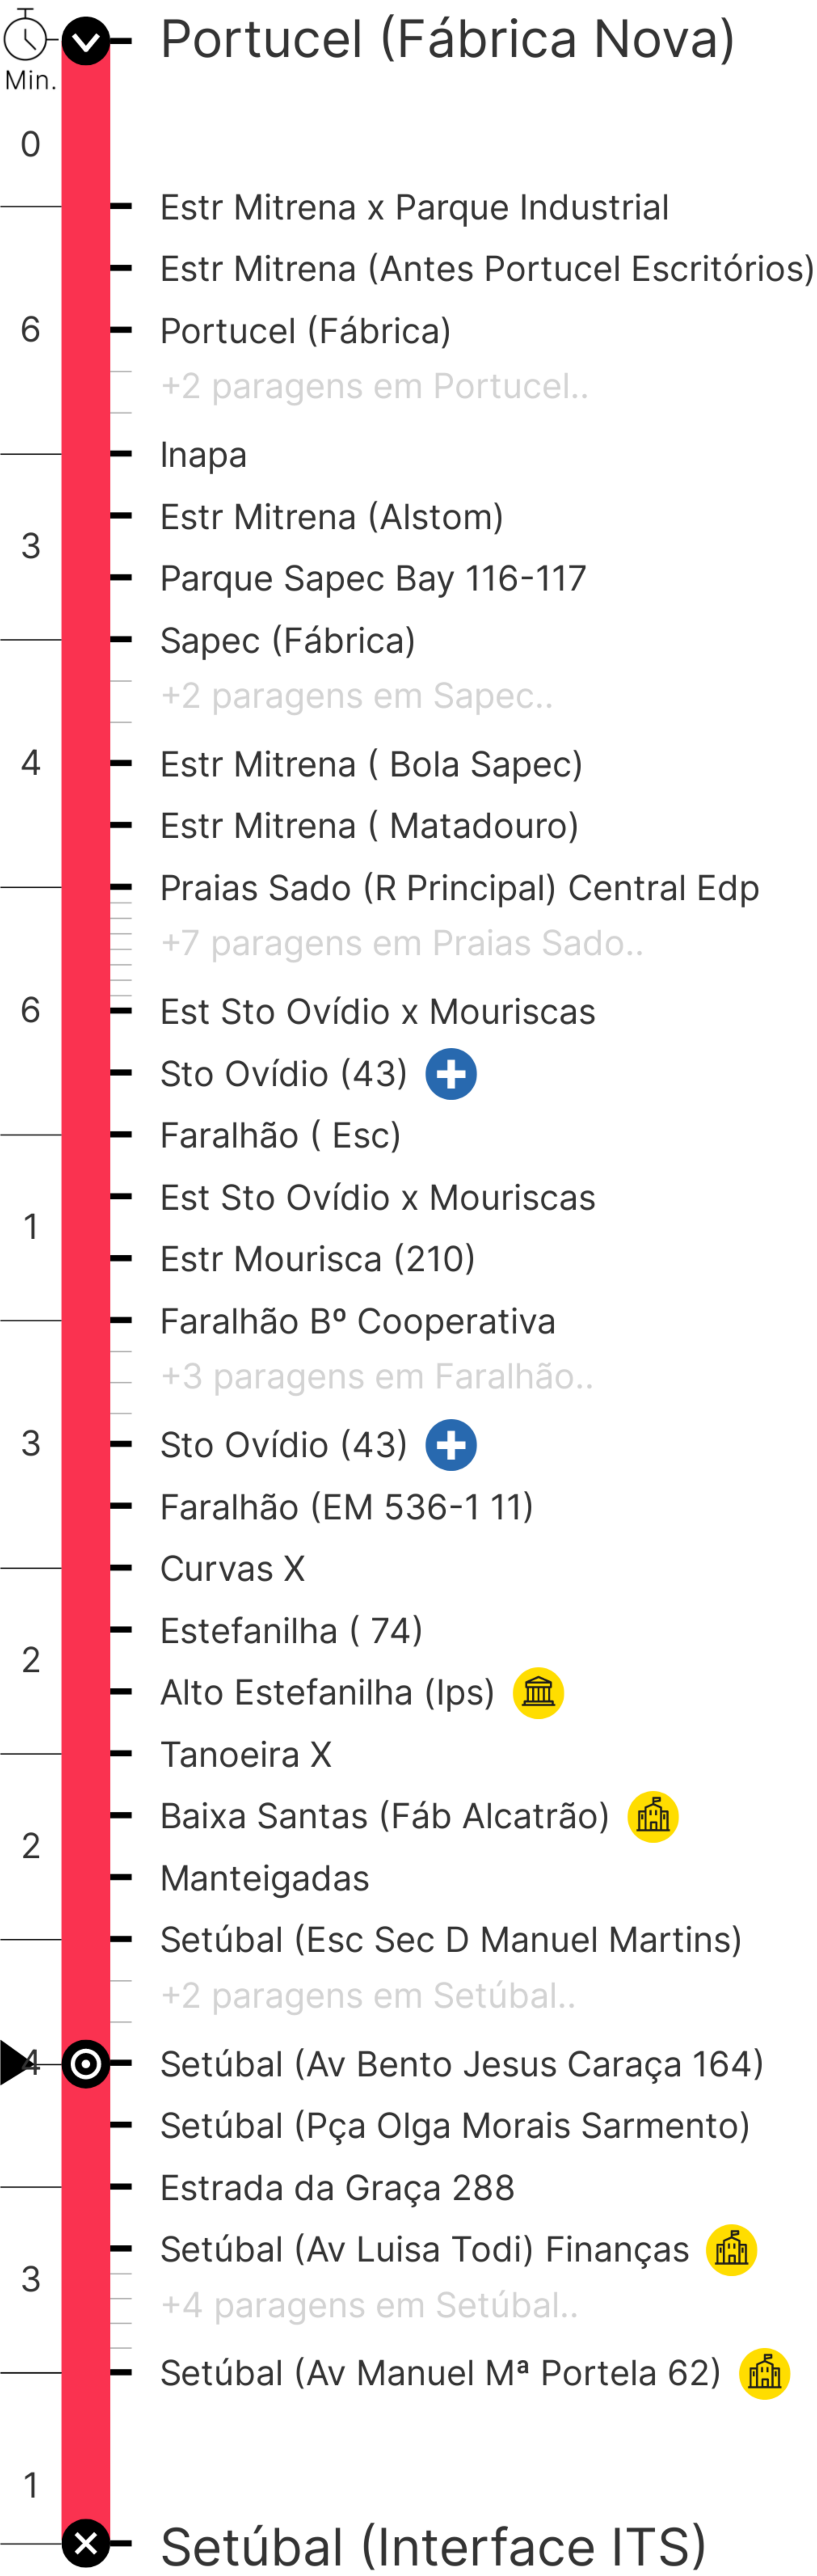 Portucel (Fábrica Nova)
Min.
0
Estr Mitrena x Parque Industrial
Estr Mitrena (Antes Portucel Escritórios)
6
Portucel (Fábrica)
+2 paragens em Portucel..
Inapa
Estr Mitrena (Alstom)
3
Parque Sapec Bay 116-117
Sapec (Fábrica)
+2 paragens em Sapec..
4
Estr Mitrena ( Bola Sapec)
Estr Mitrena ( Matadouro)
Praias Sado (R Principal) Central Edp
+7 paragens em Praias Sado..
6
Est Sto Ovídio x Mouriscas
Sto Ovídio (43)
Faralhão ( Esc)
Est Sto Ovídio x Mouriscas
1
Estr Mourisca (210)
Faralhão Bº Cooperativa
+3 paragens em Faralhão..
3
Sto Ovídio (43)
Faralhão (EM 536-1 11)
Curvas X
Estefanilha ( 74)
2
Alto Estefanilha (Ips)
Tanoeira X
Baixa Santas (Fáb Alcatrão)
2
Manteigadas
Setúbal (Esc Sec D Manuel Martins)
+2 paragens em Setúbal..
4
Setúbal (Av Bento Jesus Caraça 164)
Setúbal (Pça Olga Morais Sarmento)
Estrada da Graça 288
Setúbal (Av Luisa Todi) Finanças
3
+4 paragens em Setúbal..
Setúbal (Av Manuel Mª Portela 62)
1
Setúbal (Interface ITS)